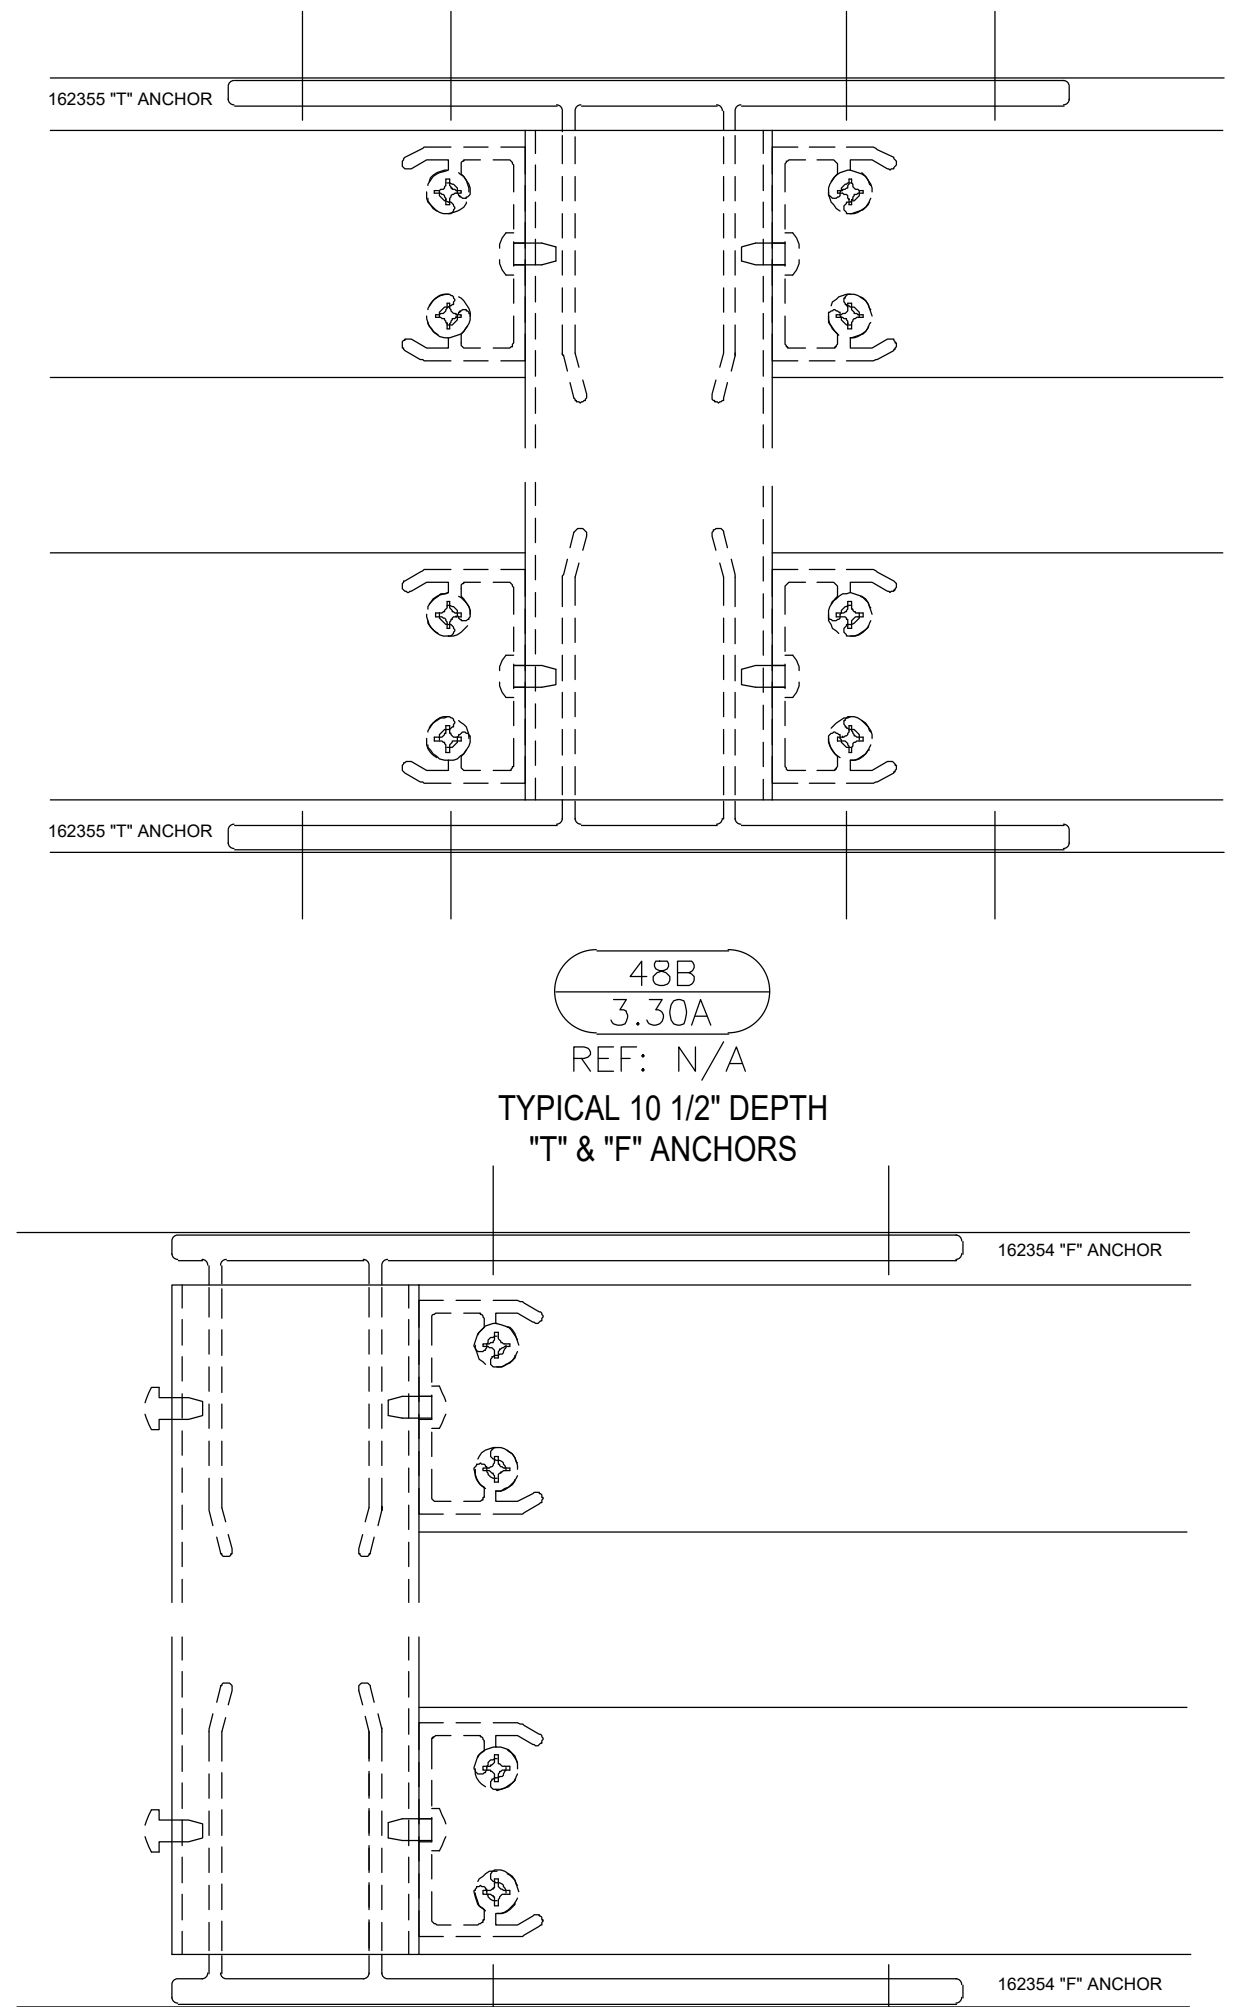 162355 "T" ANCHOR
162355 "T" ANCHOR
48B
3.30A
REF: N/A
TYPICAL 10 1/2" DEPTH
"T" & "F" ANCHORS
162354 "F" ANCHOR
162354 "F" ANCHOR